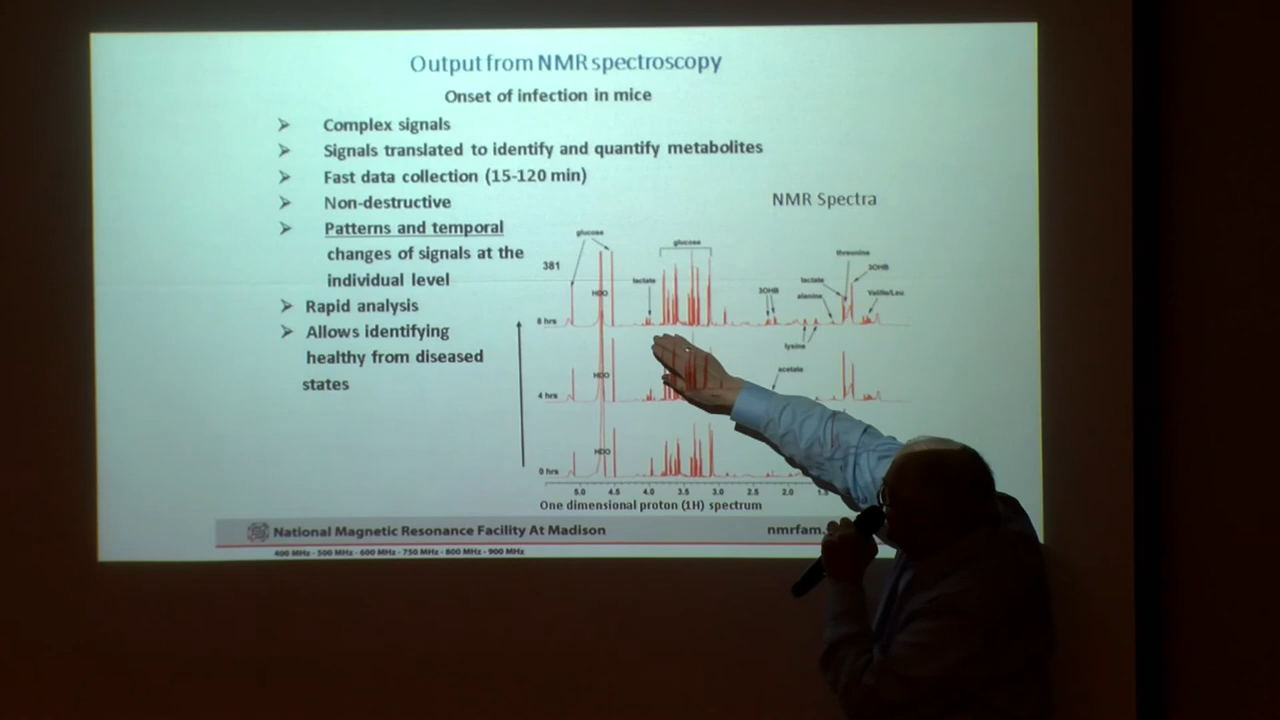 Output from NMR spectroscopy
Onset of infection in mice
Complex signals
Signals translated to identify and quantify metabolites
Fast data collection (15-120 min)
Non-destructive
Patterns and temporal
changes of signals at the
individual level
Rapid analysis
Allows identifying
healthy from diseased
states
NMR Spectra
glucose
glucose
threonine
381
3OHB
lactate
3OHB
lactate
HDO
alanine
8 hrs
lysine
HDO
acetate
4 hrs
HDO
0 hrs
5.0 4.5 4.0 3.5 3.0 2.5 2.0
One dimensional proton (1H) spectrum
National Magnetic Resonance Facility At Madison
nmrfam.
400 MHz - 500 MHz - 600 MHz - 750 MHz - 800 MHz - 900 MHz